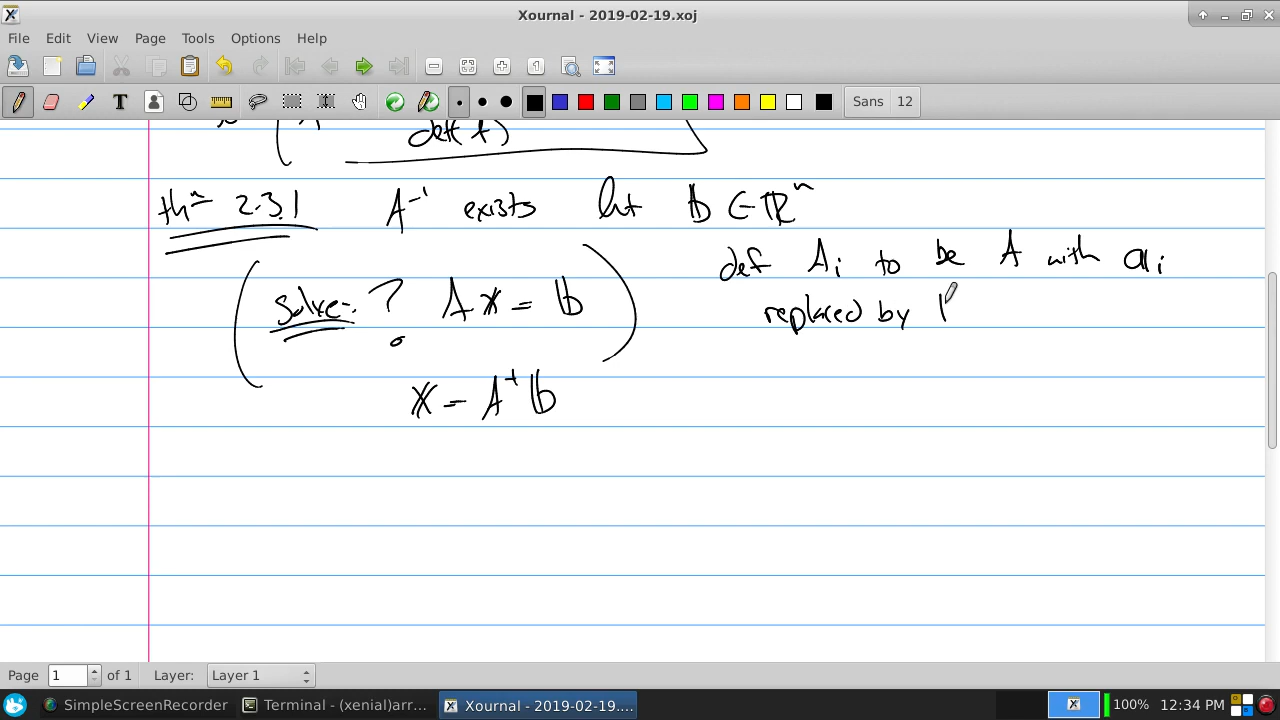 Xournal - 2019-02-19.xoj
File Edit View Page Tools Options Help
Sans 12
det(A)
thm 2.3.1 A⁻¹ exists let b ∈ ℝⁿ
def Aᵢ to be A with aᵢ
solve: ? Ax = b
replaced by
x = A⁻¹b
Page 1 of 1 Layer: Layer 1
SimpleScreenRecorder Terminal - (xenial)arr... Xournal - 2019-02-19.... 100% 12:34 PM